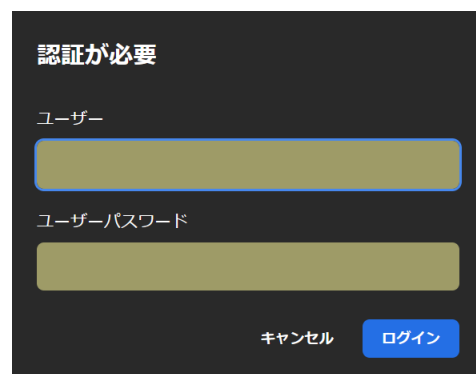 認証が必要
ユーザー
ユーザーパスワード
キャンセル ログイン